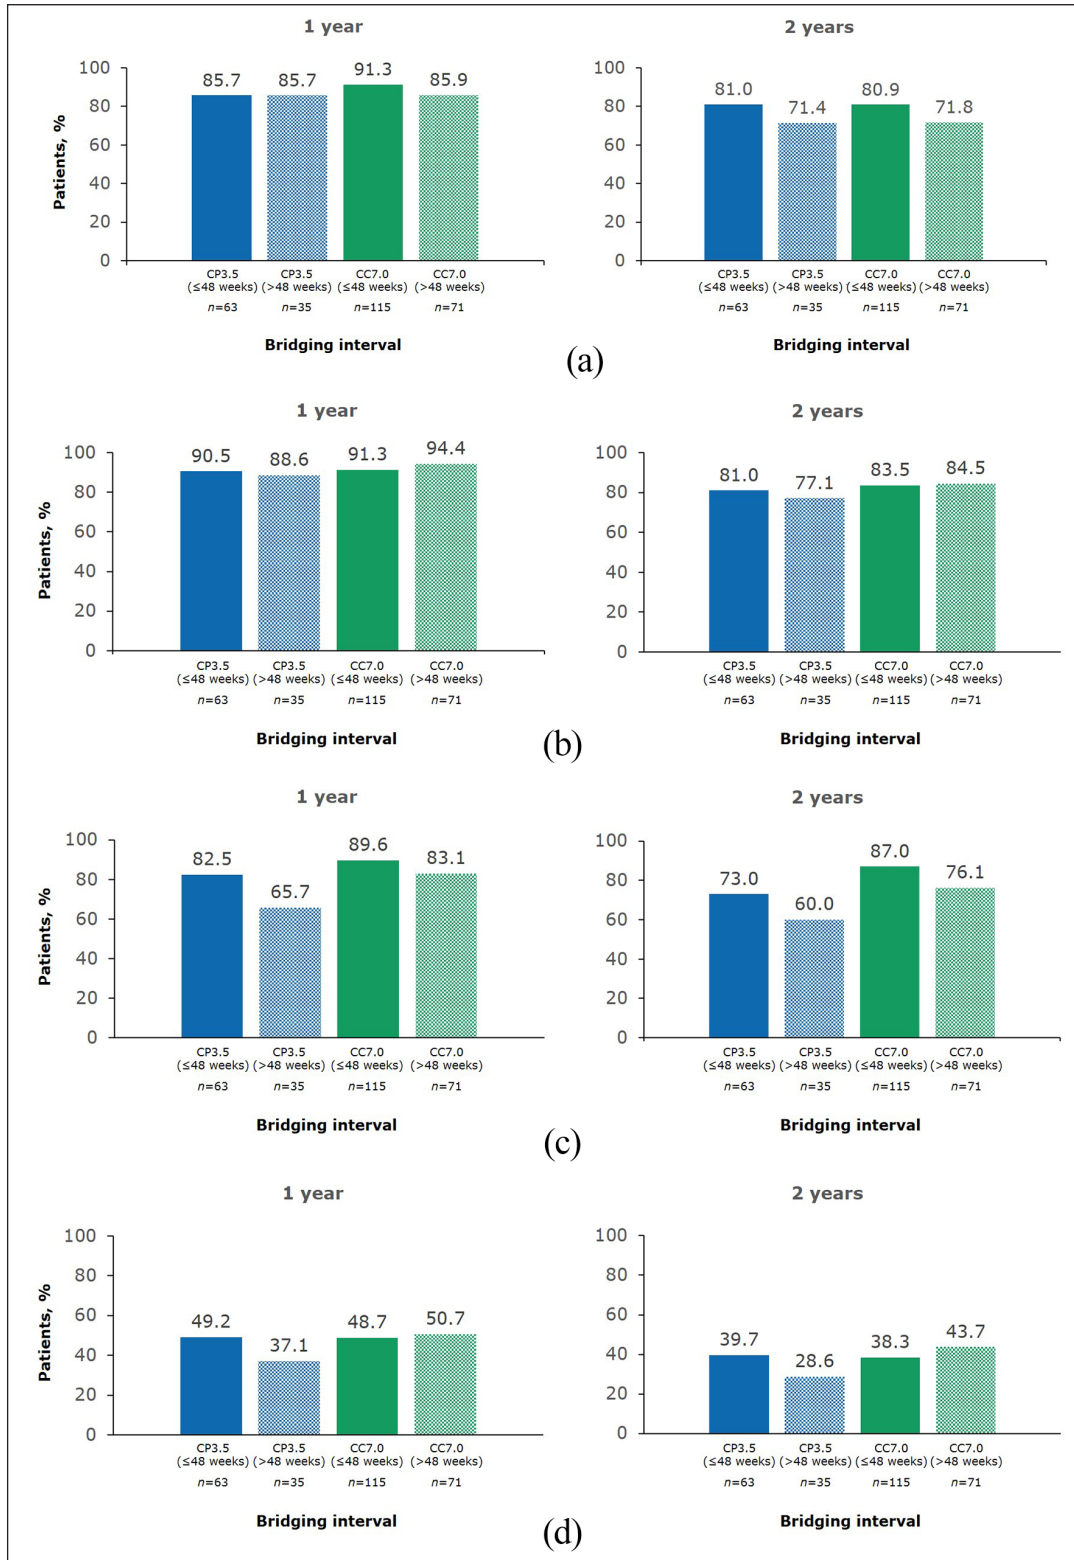 1 year
2 years
Patients, %
100
80
60
40
20
0
85.7
85.7
91.3
85.9
CP3.5 CP3.5 CC7.0 CC7.0
(≤48 weeks) (>48 weeks) (≤48 weeks) (>48 weeks)
n=63 n=35 n=115 n=71
Bridging interval
100
80
60
40
20
0
81.0
71.4
80.9
71.8
CP3.5 CP3.5 CC7.0 CC7.0
(≤48 weeks) (>48 weeks) (≤48 weeks) (>48 weeks)
n=63 n=35 n=115 n=71
Bridging interval
(a)
1 year
2 years
Patients, %
100
80
60
40
20
0
90.5
88.6
91.3
94.4
CP3.5 CP3.5 CC7.0 CC7.0
(≤48 weeks) (>48 weeks) (≤48 weeks) (>48 weeks)
n=63 n=35 n=115 n=71
Bridging interval
100
80
60
40
20
0
81.0
77.1
83.5
84.5
CP3.5 CP3.5 CC7.0 CC7.0
(≤48 weeks) (>48 weeks) (≤48 weeks) (>48 weeks)
n=63 n=35 n=115 n=71
Bridging interval
(b)
1 year
2 years
Patients, %
100
80
60
40
20
0
82.5
65.7
89.6
83.1
CP3.5 CP3.5 CC7.0 CC7.0
(≤48 weeks) (>48 weeks) (≤48 weeks) (>48 weeks)
n=63 n=35 n=115 n=71
Bridging interval
100
80
60
40
20
0
73.0
60.0
87.0
76.1
CP3.5 CP3.5 CC7.0 CC7.0
(≤48 weeks) (>48 weeks) (≤48 weeks) (>48 weeks)
n=63 n=35 n=115 n=71
Bridging interval
(c)
1 year
2 years
Patients, %
100
80
60
40
20
0
49.2
37.1
48.7
50.7
CP3.5 CP3.5 CC7.0 CC7.0
(≤48 weeks) (>48 weeks) (≤48 weeks) (>48 weeks)
n=63 n=35 n=115 n=71
Bridging interval
100
80
60
40
20
0
39.7
28.6
38.3
43.7
CP3.5 CP3.5 CC7.0 CC7.0
(≤48 weeks) (>48 weeks) (≤48 weeks) (>48 weeks)
n=63 n=35 n=115 n=71
Bridging interval
(d)